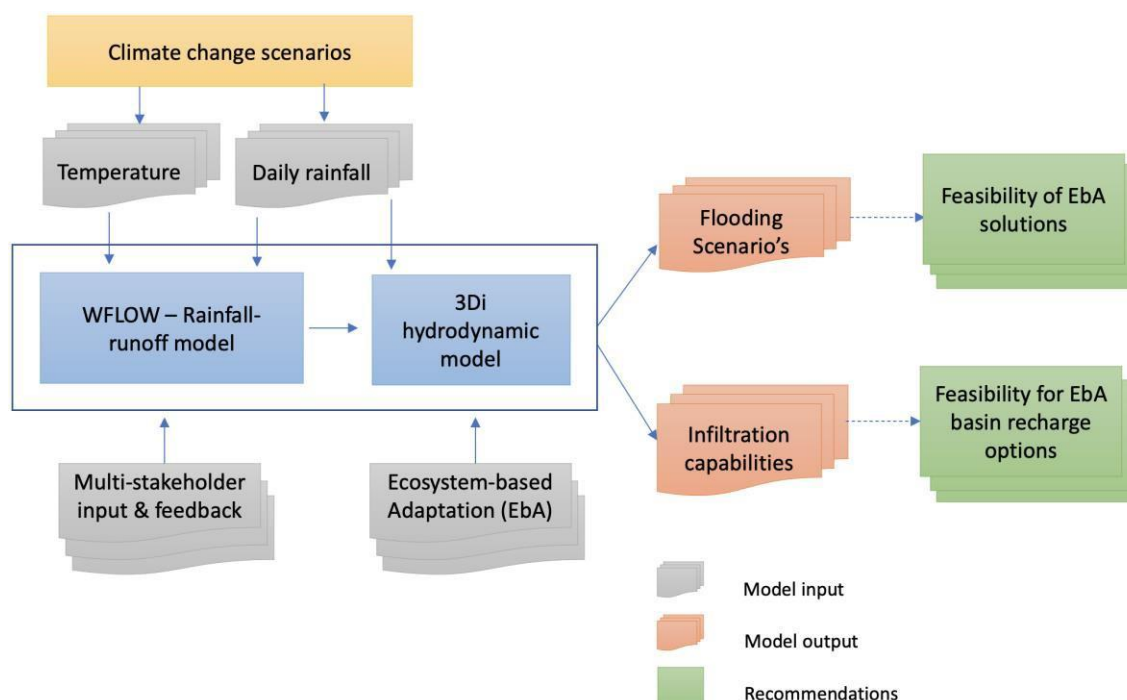 Climate change scenarios
Temperature
Daily rainfall
WFLOW – Rainfall-
runoff model
3Di
hydrodynamic
model
Multi-stakeholder
input & feedback
Ecosystem-based
Adaptation (EbA)
Flooding
Scenario's
Feasibility of EbA
solutions
Infiltration
capabilities
Feasibility for EbA
basin recharge
options
Model input
Model output
Recommendations